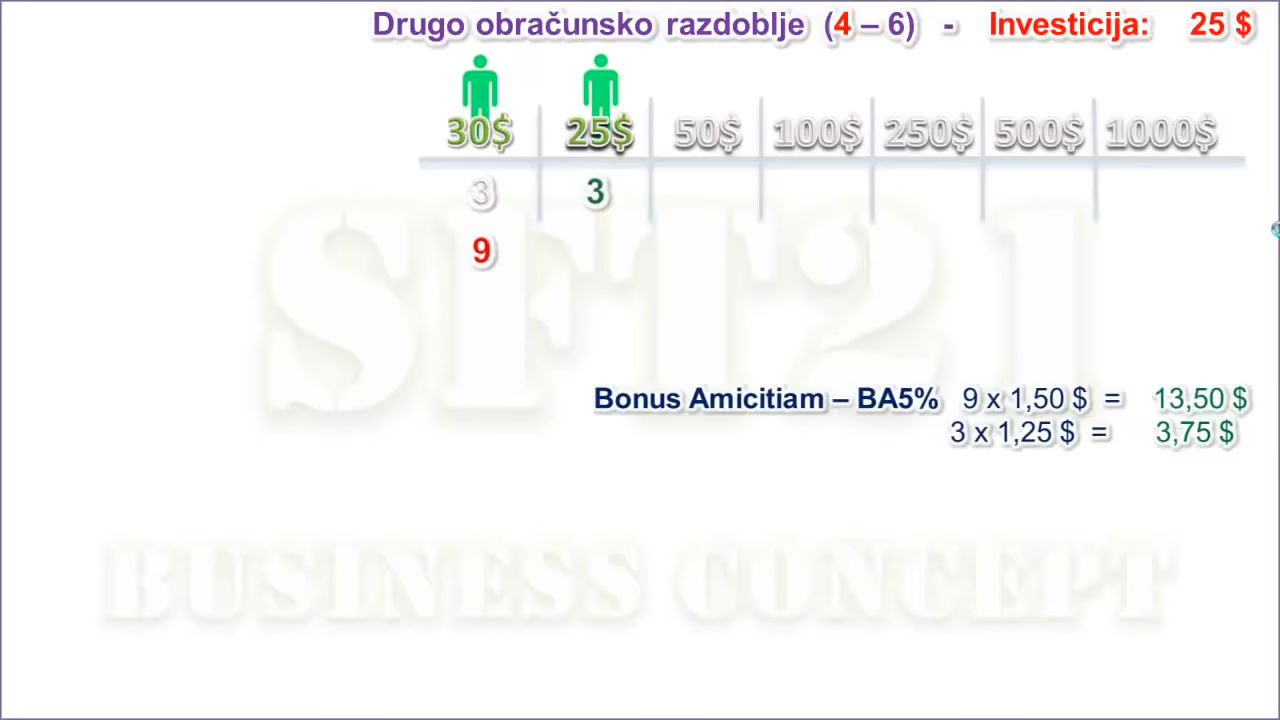 Drugo obračunsko razdoblje (4 – 6) - Investicija: 25 $
30$ 25$ 50$ 100$ 250$ 500$ 1000$
3 3
9
SFT21
Bonus Amicitiam – BA5% 9 x 1,50 $ = 13,50 $
3 x 1,25 $ = 3,75 $
BUSINESS CONCEPT